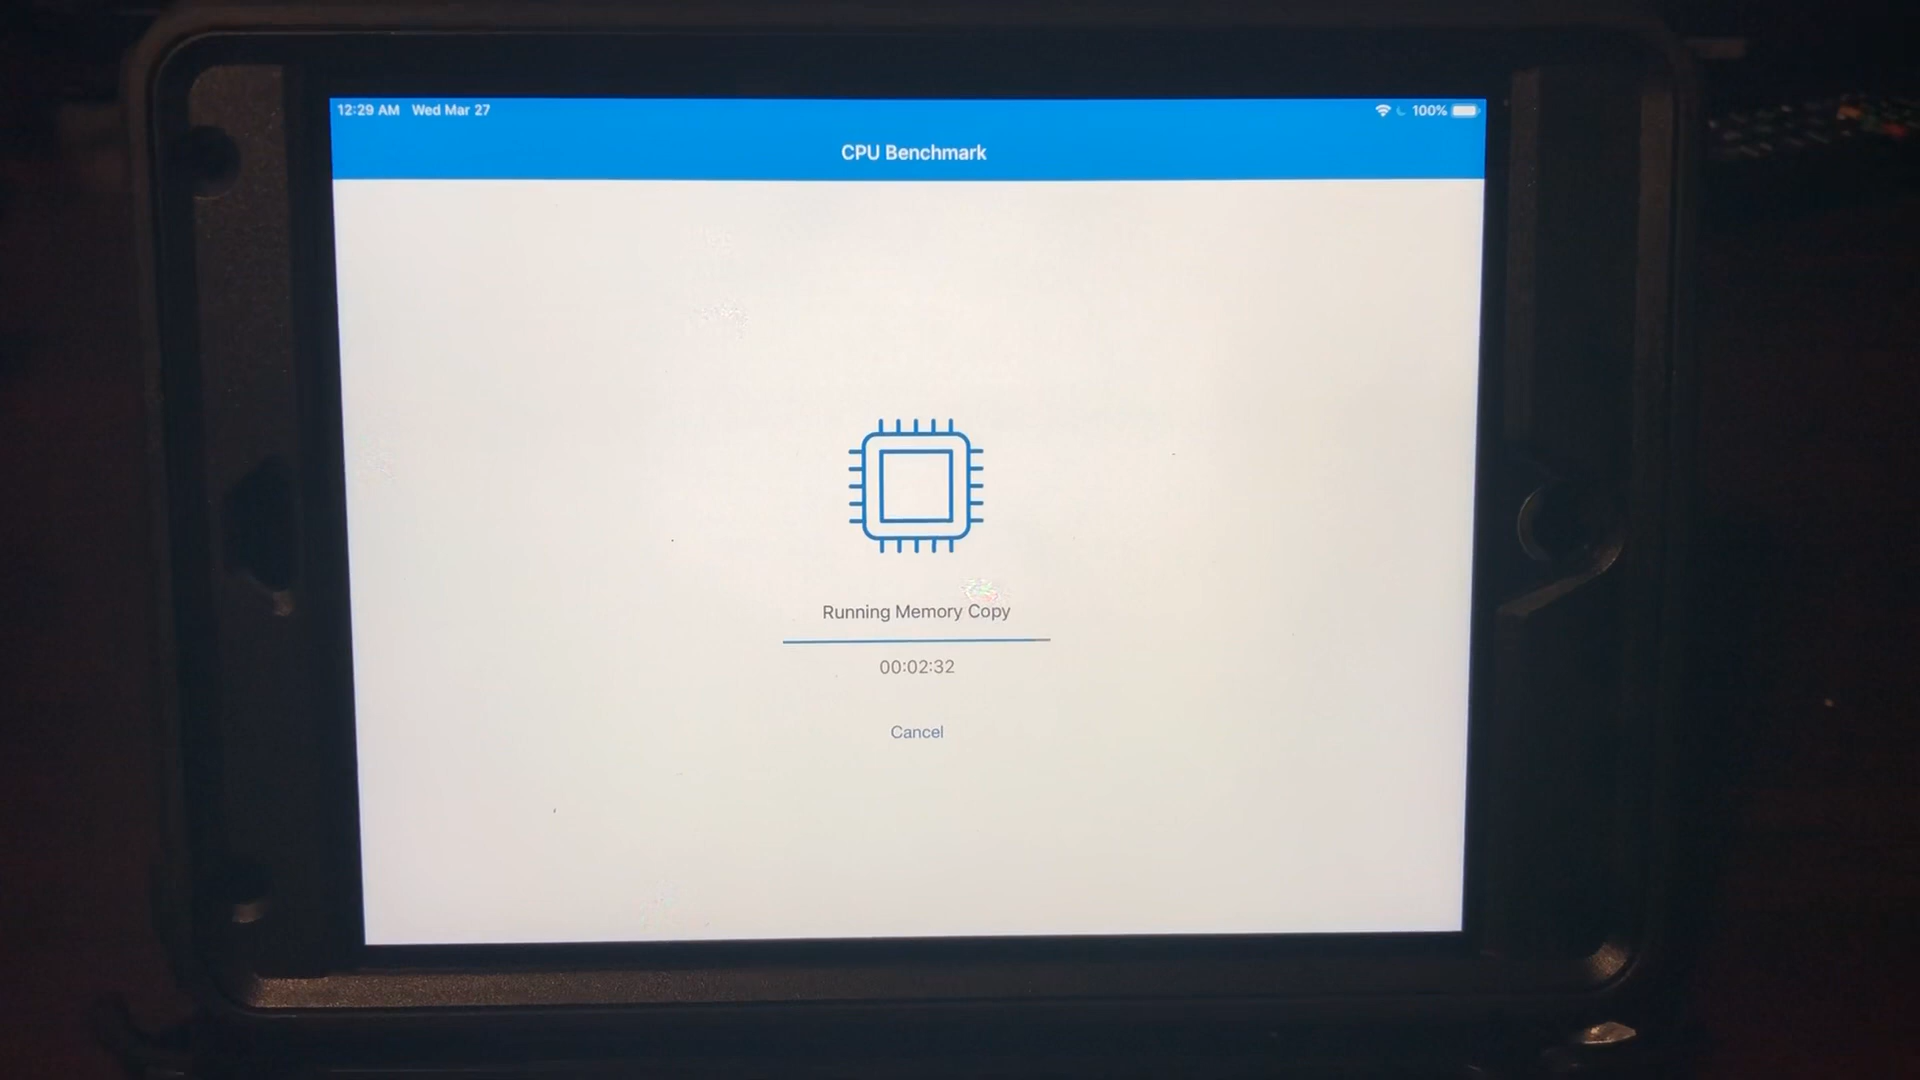 12:29 AM Wed Mar 27
100%
CPU Benchmark
Running Memory Copy
00:02:32
Cancel